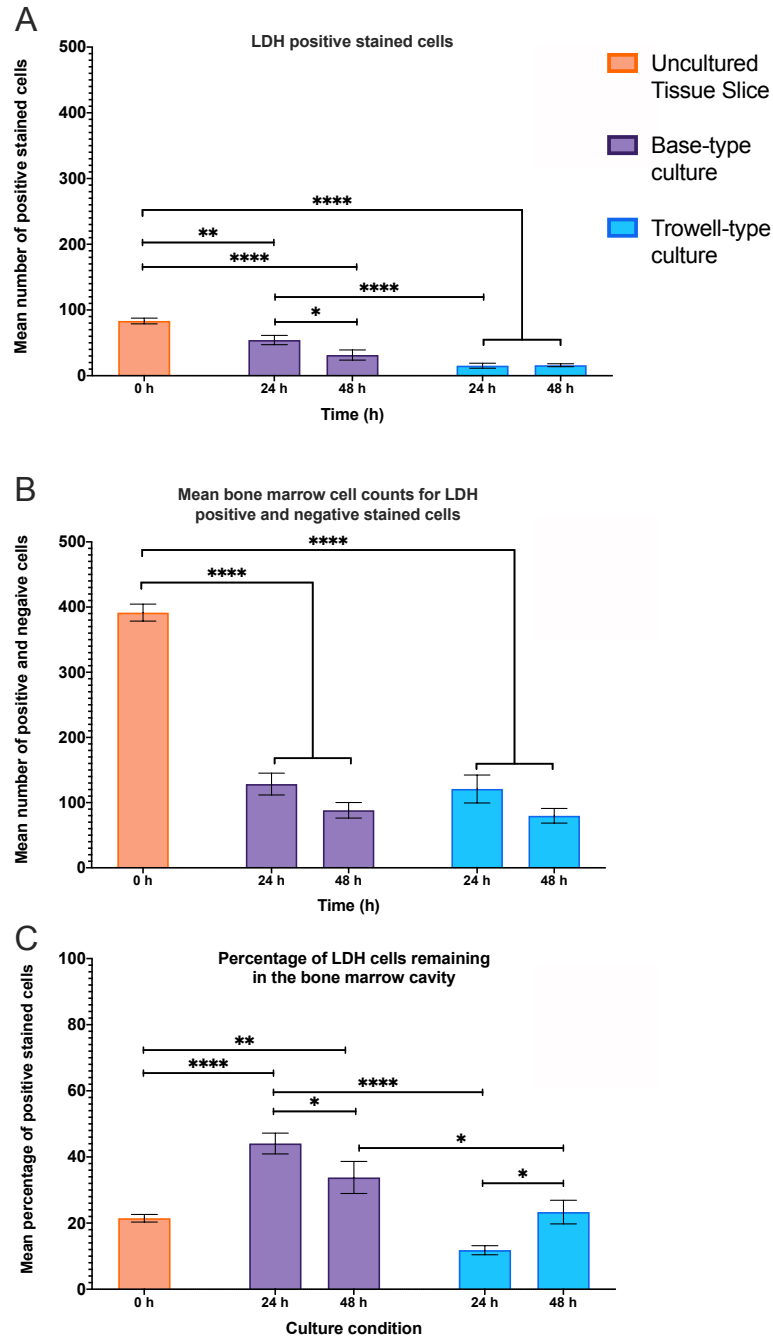 A
LDH positive stained cells
Mean number of positive stained cells
500
400
300
200
100
0
****
**
****
****
*
0 h
24 h
48 h
24 h
48 h
Time (h)
Uncultured
Tissue Slice
Base-type
culture
Trowell-type
culture
B
Mean bone marrow cell counts for LDH
positive and negative stained cells
Mean number of positive and negaive cells
500
400
300
200
100
0
****
****
0 h
24 h
48 h
24 h
48 h
Time (h)
C
Percentage of LDH cells remaining
in the bone marrow cavity
Mean percentage of positive stained cells
100
80
60
40
20
0
**
****
****
*
*
*
0 h
24 h
48 h
24 h
48 h
Culture condition